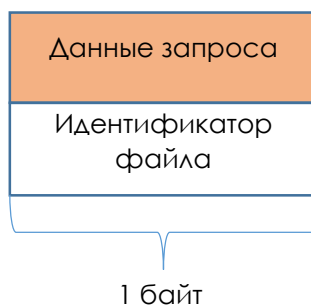 Данные запроса
Идентификатор
файла
1 байт